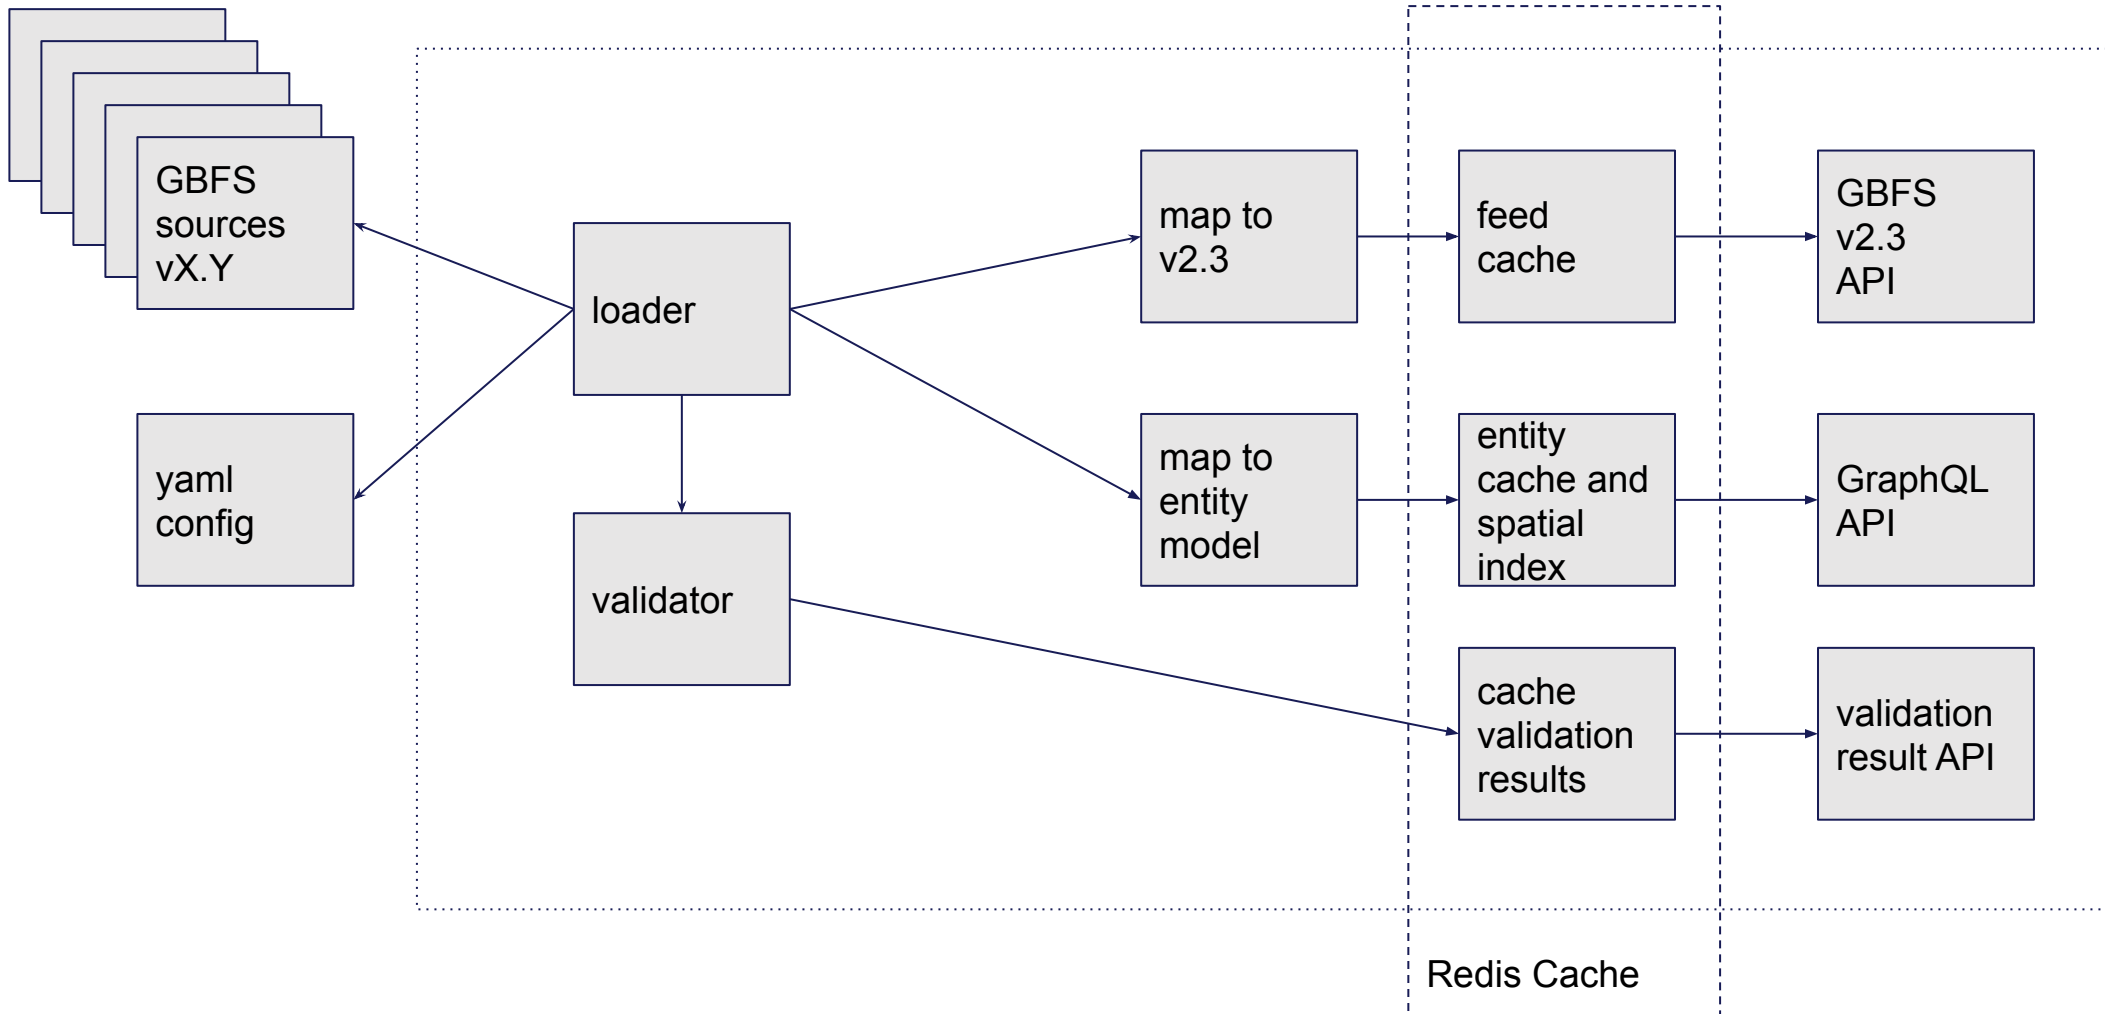 GBFS
sources
vX.Y
yaml
config
loader
validator
map to
v2.3
map to
entity
model
feed
cache
entity
cache and
spatial
index
cache
validation
results
GBFS
v2.3
API
GraphQL
API
validation
result API
Redis Cache